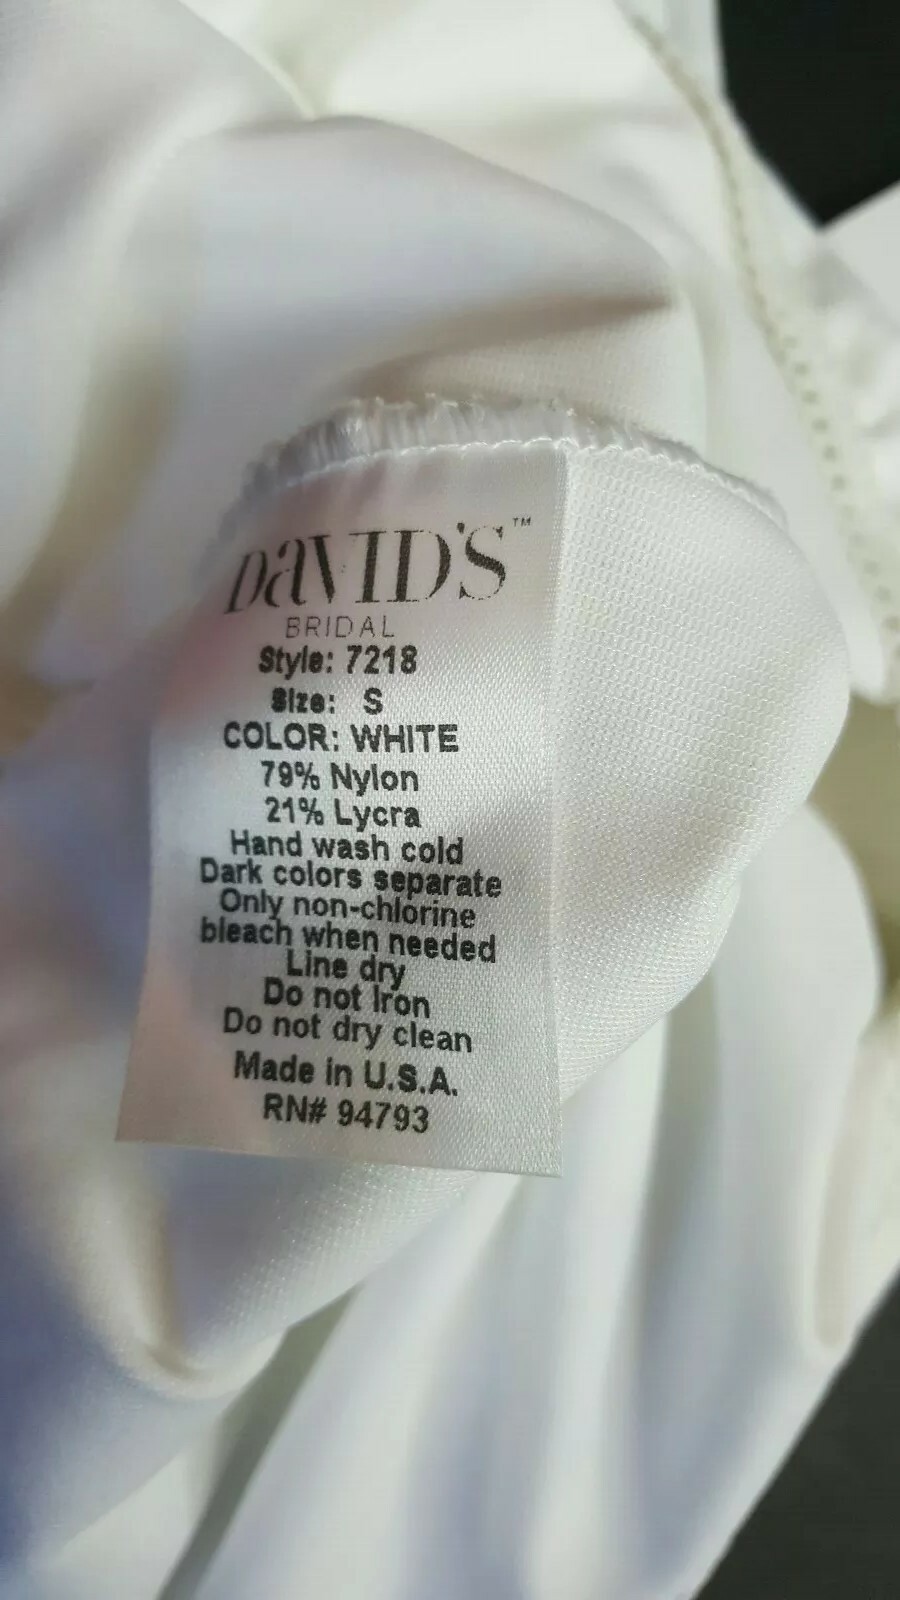 DAVID'S™
BRIDAL
Style: 7218
Size: S
COLOR: WHITE
79% Nylon
21% Lycra
Hand wash cold
Dark colors separate
Only non-chlorine
bleach when needed
Line dry
Do not Iron
Do not dry clean
Made in U.S.A.
RN# 94793